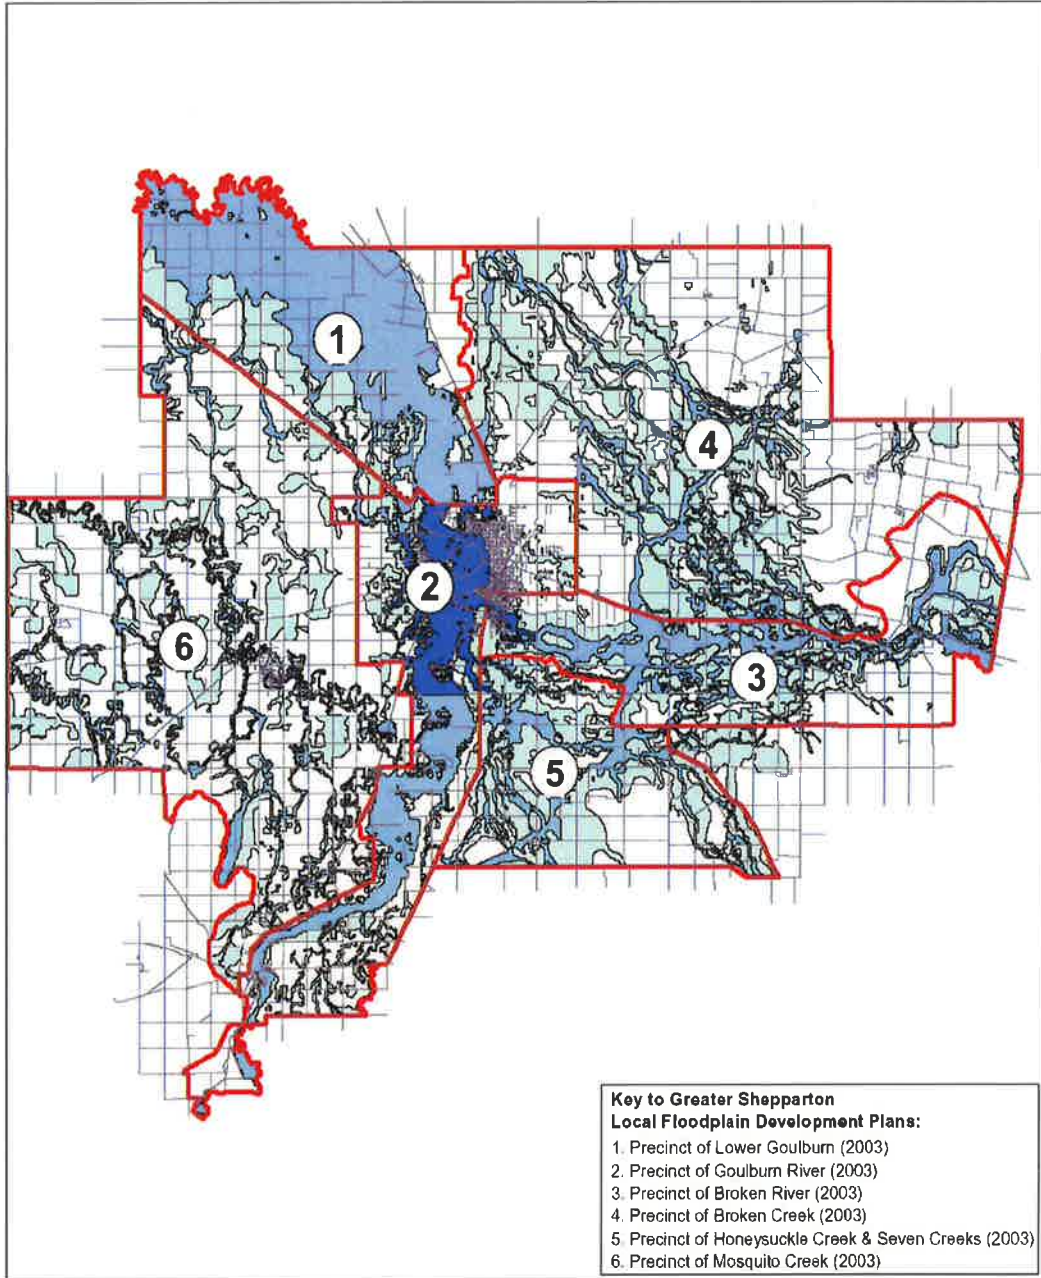 1
4
2
6
3
5
Key to Greater Shepparton
Local Floodplain Development Plans:
1. Precinct of Lower Goulburn (2003)
2. Precinct of Goulburn River (2003)
3. Precinct of Broken River (2003)
4. Precinct of Broken Creek (2003)
5. Precinct of Honeysuckle Creek & Seven Creeks (2003)
6. Precinct of Mosquito Creek (2003)